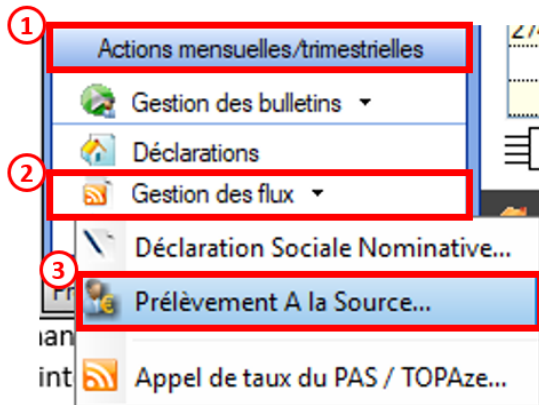 1
Actions mensuelles/trimestrielles
274
Gestion des bulletins
Déclarations
2
Gestion des flux
Déclaration Sociale Nominative...
3
Prélèvement A la Source...
Appel de taux du PAS / TOPAze...